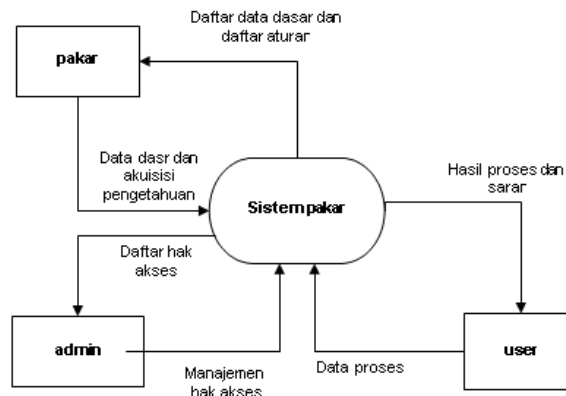 Daftar data dasar dan
daftar aturar
pakar
Data dasr dan
akuisisi
pengetahuan
Hasil proses dan
sarar
Sistem pakar
Daftar hak
akses
admin
user
Manajemen
hak akses
Data proses